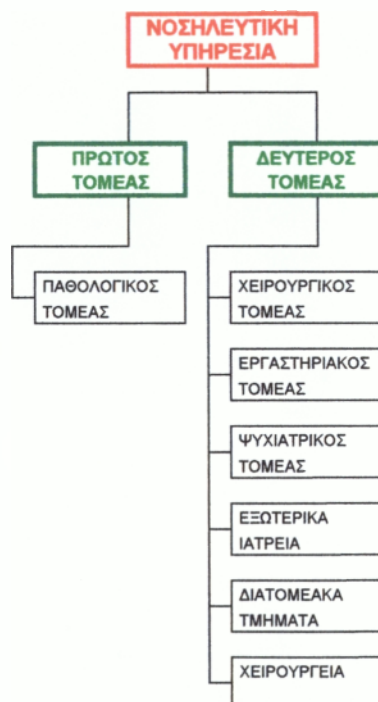 ΝΟΣΗΛΕΥΤΙΚΗ
ΥΠΗΡΕΣΙΑ
ΠΡΩΤΟΣ
ΤΟΜΕΑΣ
ΔΕΥΤΕΡΟΣ
ΤΟΜΕΑΣ
ΠΑΘΟΛΟΓΙΚΟΣ
ΤΟΜΕΑΣ
ΧΕΙΡΟΥΡΓΙΚΟΣ
ΤΟΜΕΑΣ
ΕΡΓΑΣΤΗΡΙΑΚΟΣ
ΤΟΜΕΑΣ
ΨΥΧΙΑΤΡΙΚΟΣ
ΤΟΜΕΑΣ
ΕΞΩΤΕΡΙΚΑ
ΙΑΤΡΕΙΑ
ΔΙΑΤΟΜΕΑΚΑ
ΤΜΗΜΑΤΑ
ΧΕΙΡΟΥΡΓΕΙΑ